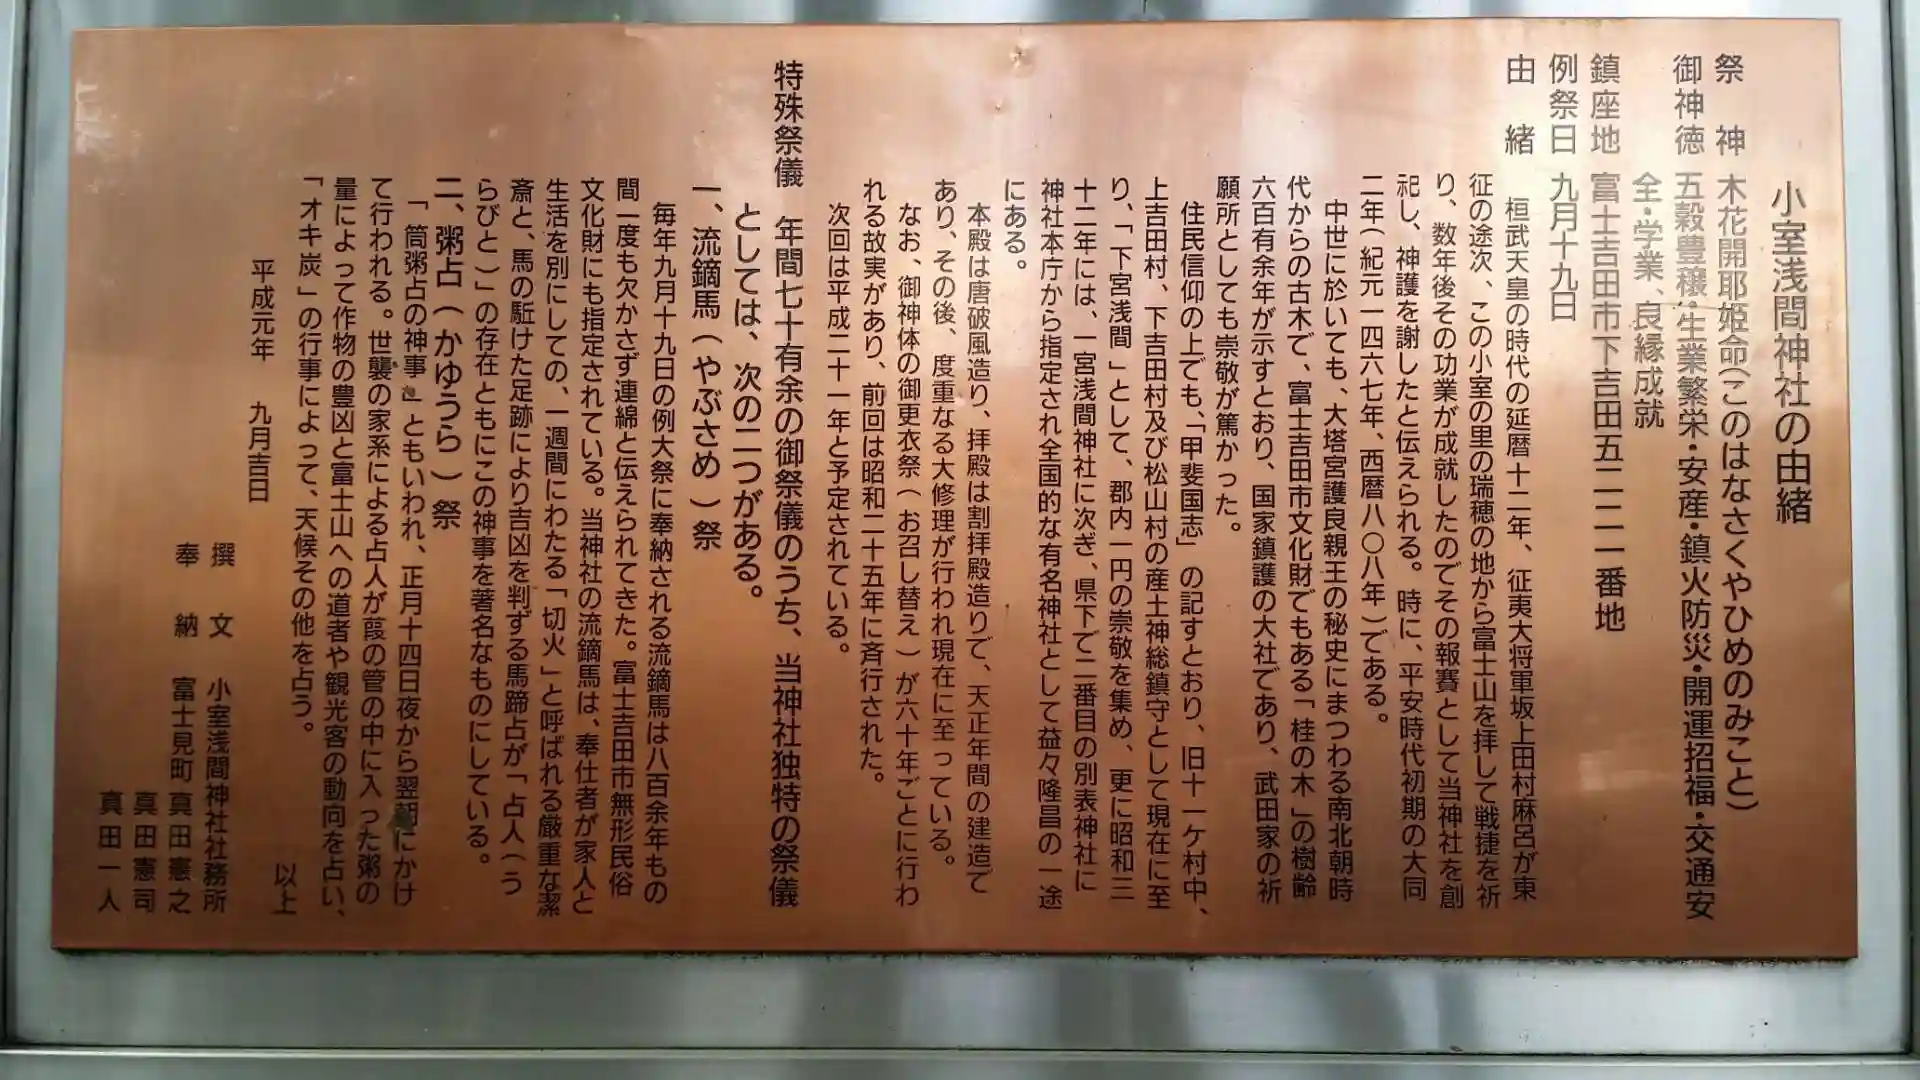 小室浅間神社の由緒
祭神 木花開耶姫命(このはなさくやひめのみこと)
御神徳 五穀豊穣・生業繁栄・安産・鎮火防災・開運招福・交通安
全・学業、良縁成就
鎮座地 富士吉田市下吉田五二二一番地
例祭日 九月十九日
由緒 桓武天皇の時代の延暦十二年、征夷大将軍坂上田村麻呂が東
征の途次、この小室の里の瑞穂の地から富士山を拝して戦捷を祈
り、数年後その功業が成就したのでその報賽として当神社を創
祀し、神護を謝したと伝えられる。時に、平安時代初期の大同
二年(紀元一四六七年、西暦八〇八年)である。
中世に於いても、大塔宮護良親王の秘史にまつわる南北朝時
代からの古木で、富士吉田市文化財でもある「桂の木」の樹齢
六百有余年が示すとおり、国家鎮護の大社であり、武田家の祈
願所としても崇敬が篤かった。
住民信仰の上でも、「甲斐国志」の記すとおり、旧十一ケ村中、
上吉田村、下吉田村及び松山村の産土神総鎮守として現在に至
り、「下宮浅間」として、郡内一円の崇敬を集め、更に昭和三
十二年には、一宮浅間神社に次ぎ、県下で二番目の別表神社に
神社本庁から指定され全国的な有名神社として益々隆昌の一途
にある。
本殿は唐破風造り、拝殿は割拝殿造りで、天正年間の建造で
あり、その後、度重なる大修理が行われ現在に至っている。
なお、御神体の御更衣祭(お召し替え)が六十年ごとに行わ
れる故実があり、前回は昭和二十五年に斉行された。
次回は平成二十一年と予定されている。
特殊祭儀 年間七十有余の御祭儀のうち、当神社独特の祭儀
としては、次の二つがある。
一、流鏑馬(やぶさめ)祭
毎年九月十九日の例大祭に奉納される流鏑馬は八百余年もの
間一度も欠かさず連綿と伝えられてきた。富士吉田市無形民俗
文化財にも指定されている。当神社の流鏑馬は、奉仕者が家人と
生活を別にしての、一週間にわたる「切火」と呼ばれる厳重な潔
斎と、馬の駈けた足跡により吉凶を判ずる馬蹄占が「占人(う
らびと)」の存在とともにこの神事を著名なものにしている。
二、粥占(かゆうら)祭
「筒粥占の神事」ともいわれ、正月十四日夜から翌朝にかけ
て行われる。世襲の家系による占人が葭の管の中に入った粥の
量によって作物の豊凶と富士山への道者や観光客の動向を占い、
「オキ炭」の行事によって、天候その他を占う。
以上
平成元年 九月吉日
撰文 小室浅間神社社務所
奉納 富士見町 真田憲之
真田憲司
真田一人